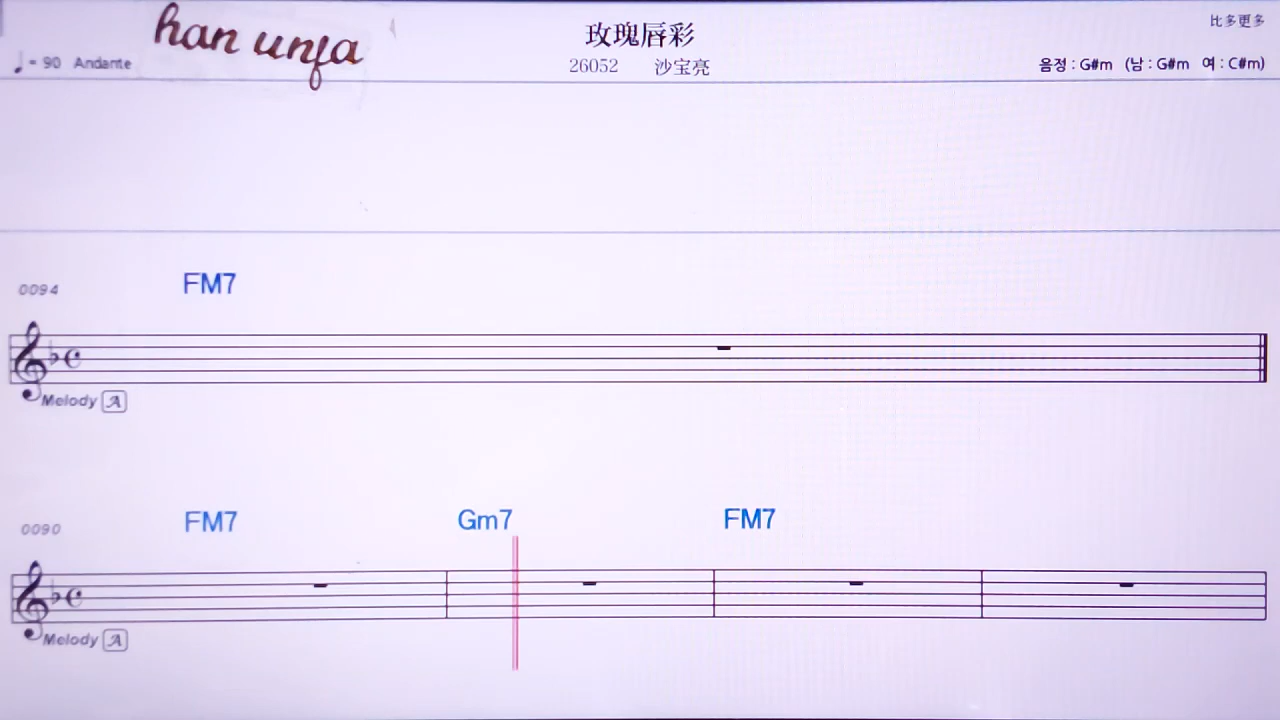 han unfa
玫瑰唇彩
比多更多
♩= 90 Andante
26052 沙宝亮
음정 : G#m (남 : G#m 여 : C#m)
0094 FM7
Melody A
0090 FM7 Gm7 FM7
Melody A